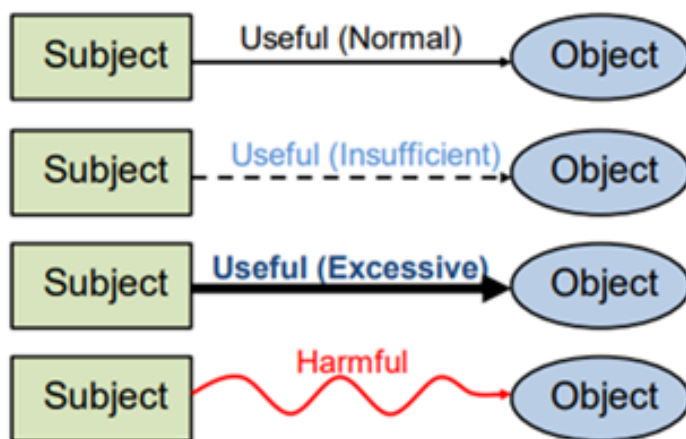 Subject Useful (Normal) Object
Subject Useful (Insufficient) Object
Subject Useful (Excessive) Object
Subject Harmful Object